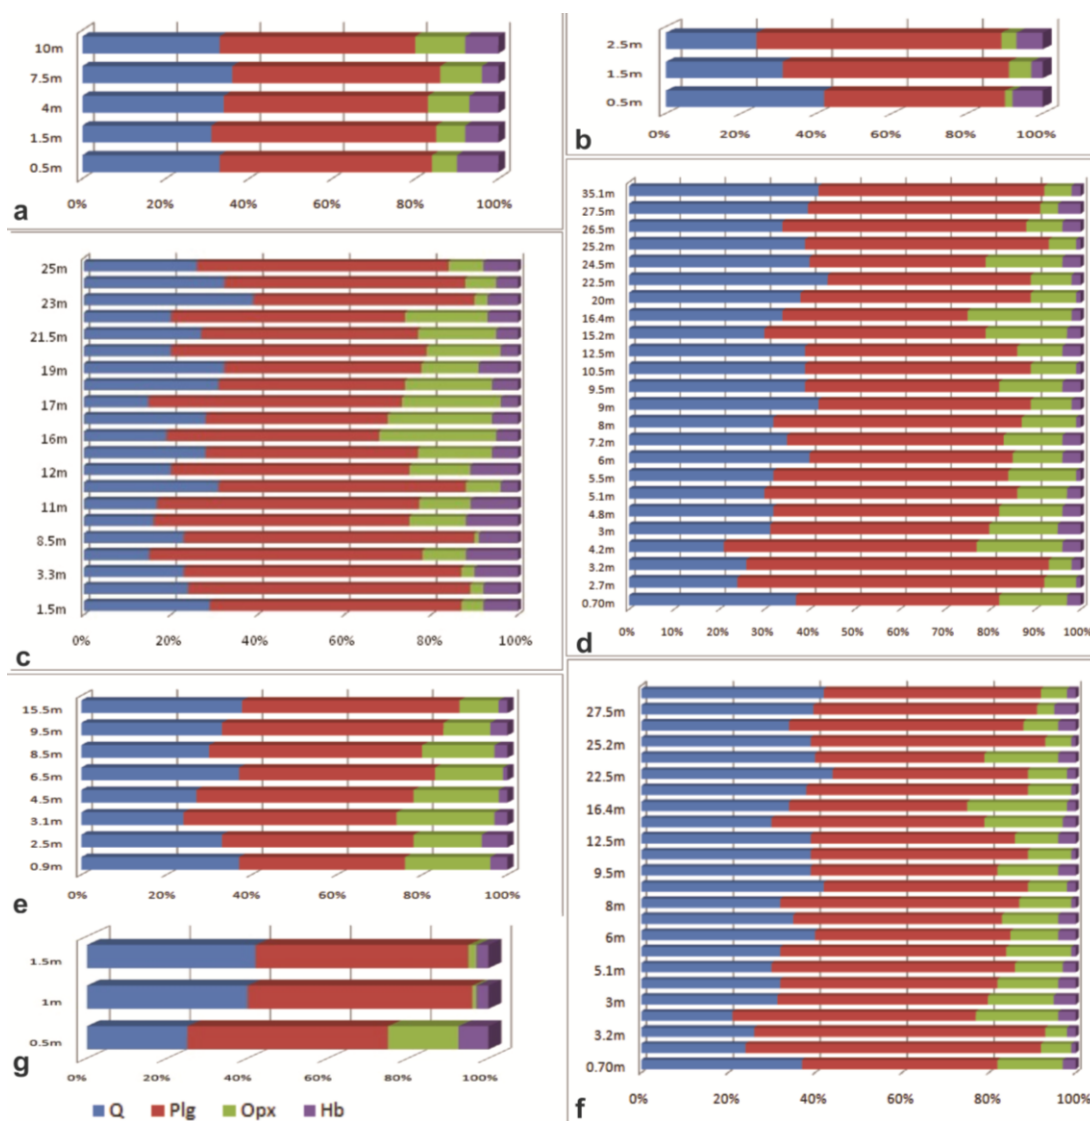 10m
7.5m
4m
1.5m
0.5m
0% 20% 40% 60% 80% 100%
a
2.5m
1.5m
0.5m
0% 20% 40% 60% 80% 100%
b
25m
23m
21.5m
19m
17m
16m
12m
11m
8.5m
3.3m
1.5m
0% 20% 40% 60% 80% 100%
c
35.1m
27.5m
26.5m
25.2m
24.5m
22.5m
20m
16.4m
15.2m
12.5m
10.5m
9.5m
9m
8m
7.2m
6m
5.5m
5.1m
4.8m
3m
4.2m
3.2m
2.7m
0.70m
0% 10% 20% 30% 40% 50% 60% 70% 80% 90% 100%
d
15.5m
9.5m
8.5m
6.5m
4.5m
3.1m
2.5m
0.9m
0% 20% 40% 60% 80% 100%
e
27.5m
25.2m
22.5m
16.4m
12.5m
9.5m
8m
6m
5.1m
3m
3.2m
0.70m
0% 20% 40% 60% 80% 100%
f
1.5m
1m
0.5m
0% 20% 40% 60% 80% 100%
g
Q Plg Opx Hb